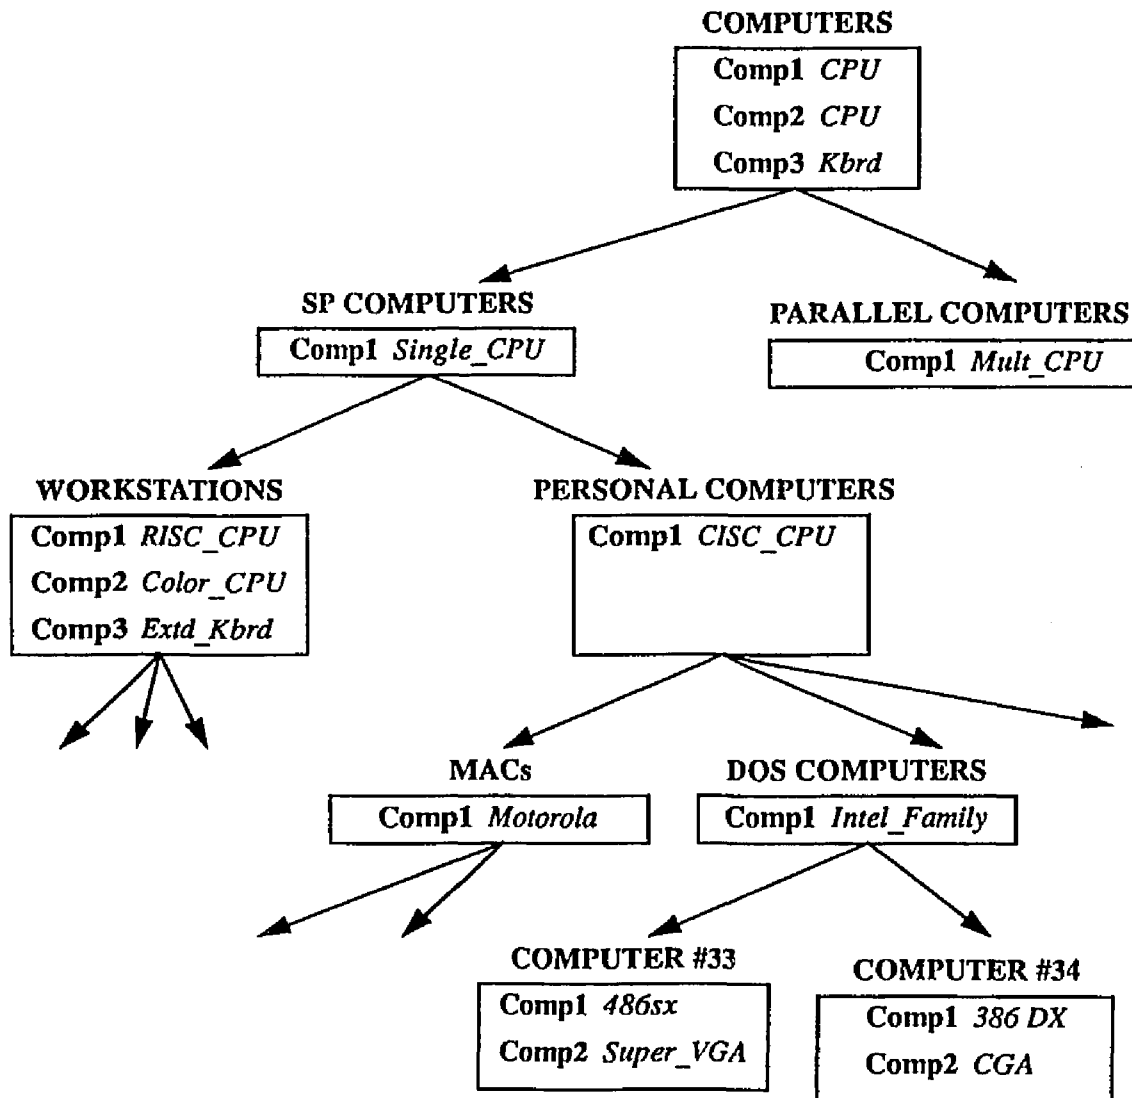 COMPUTERS
Comp1 CPU
Comp2 CPU
Comp3 Kbrd
SP COMPUTERS
Comp1 Single_CPU
PARALLEL COMPUTERS
Comp1 Mult_CPU
WORKSTATIONS
Comp1 RISC_CPU
Comp2 Color_CPU
Comp3 Extd_Kbrd
PERSONAL COMPUTERS
Comp1 CISC_CPU
MACs
Comp1 Motorola
DOS COMPUTERS
Comp1 Intel_Family
COMPUTER #33
Comp1 486sx
Comp2 Super_VGA
COMPUTER #34
Comp1 386 DX
Comp2 CGA